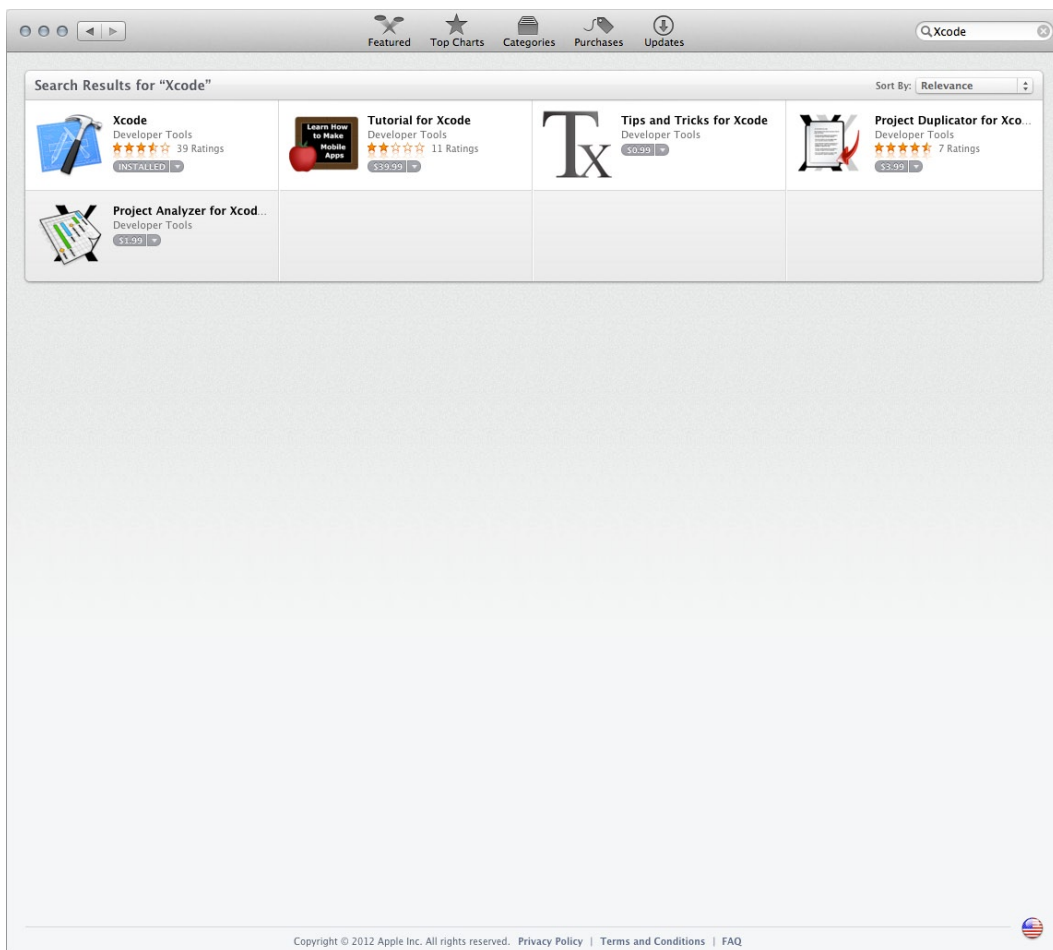 Featured Top Charts Categories Purchases Updates
Xcode
Search Results for “Xcode”
Sort By: Relevance
Xcode
Developer Tools
39 Ratings
INSTALLED
Tutorial for Xcode
Developer Tools
11 Ratings
$39.99
Learn How
to Make
Mobile
Apps
Tips and Tricks for Xcode
Developer Tools
$0.99
Tx
Project Duplicator for Xco...
Developer Tools
7 Ratings
$3.99
Project Analyzer for Xcod...
Developer Tools
$1.99
Copyright © 2012 Apple Inc. All rights reserved. Privacy Policy | Terms and Conditions | FAQ